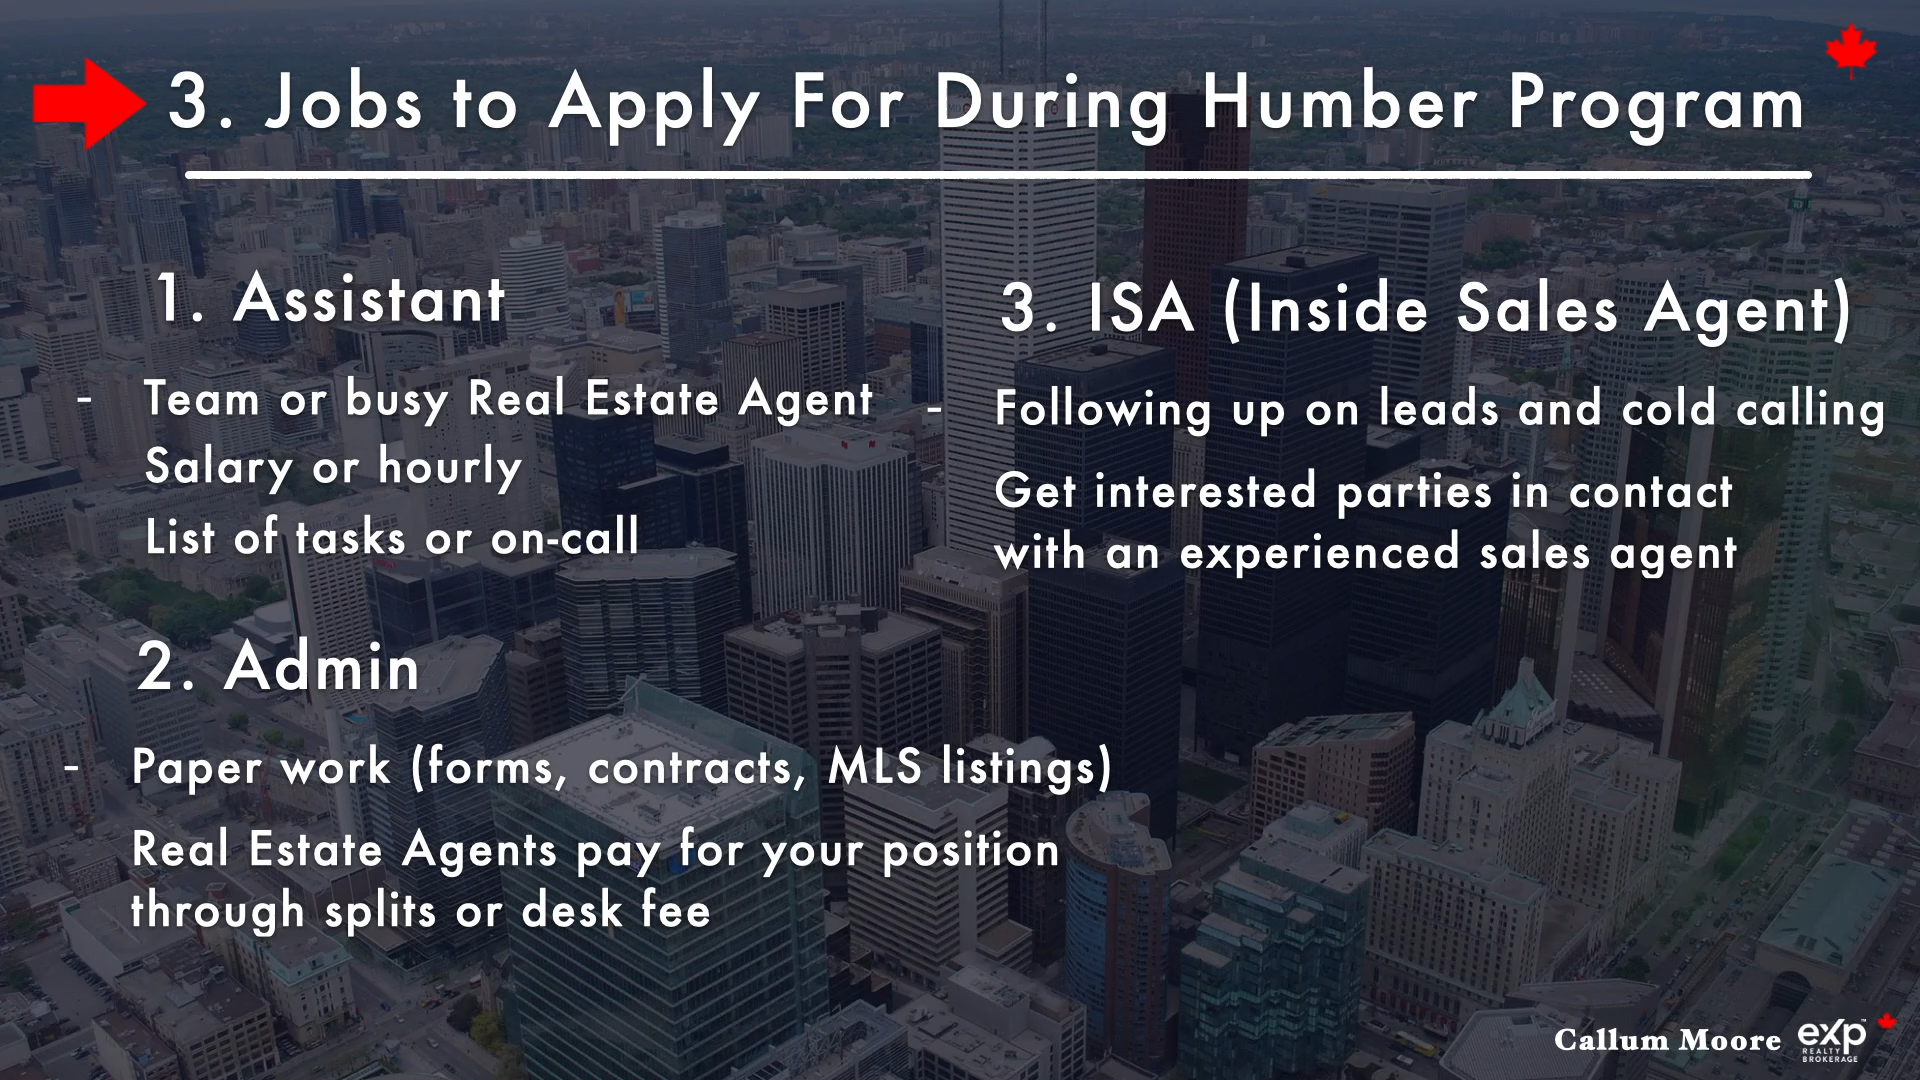 3. Jobs to Apply For During Humber Program
1. Assistant
- Team or busy Real Estate Agent
Salary or hourly
List of tasks or on-call
2. Admin
- Paper work (forms, contracts, MLS listings)
Real Estate Agents pay for your position
through splits or desk fee
3. ISA (Inside Sales Agent)
- Following up on leads and cold calling
Get interested parties in contact
with an experienced sales agent
Callum Moore
exp
REALTY
BROKERAGE